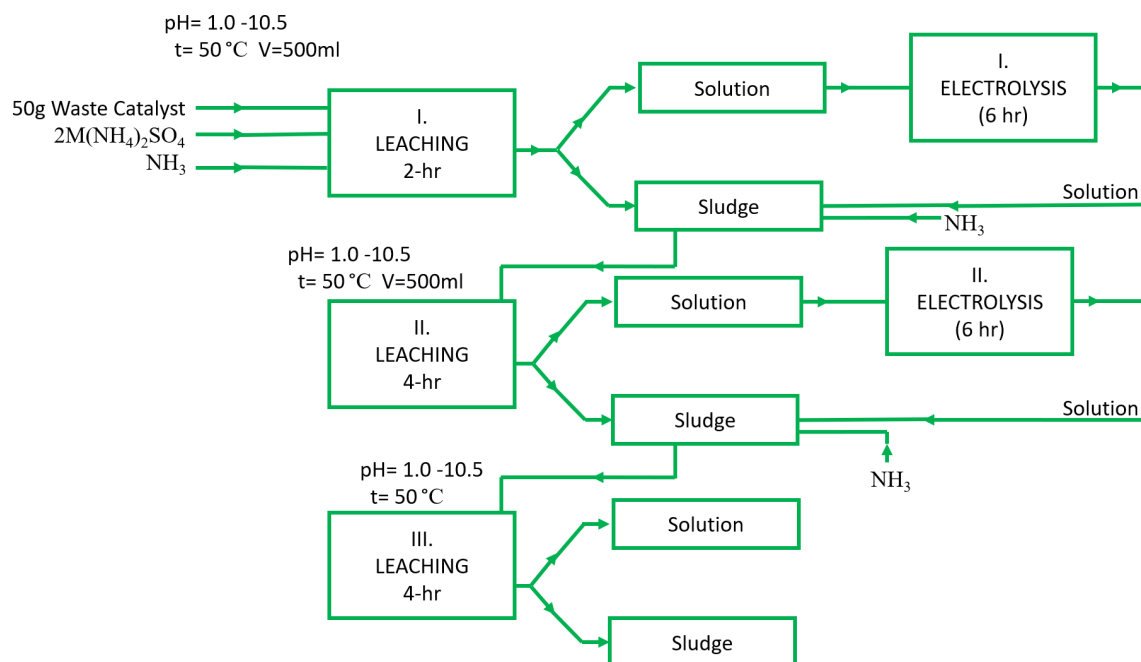 pH= 1.0 -10.5
t= 50 °C V=500ml
50g Waste Catalyst
2M(NH₄)₂SO₄
NH₃
I.
LEACHING
2-hr
Solution
I.
ELECTROLYSIS
(6 hr)
Sludge
Solution
NH₃
pH= 1.0 -10.5
t= 50 °C V=500ml
II.
LEACHING
4-hr
Solution
II.
ELECTROLYSIS
(6 hr)
Sludge
Solution
NH₃
pH= 1.0 -10.5
t= 50 °C
III.
LEACHING
4-hr
Solution
Sludge